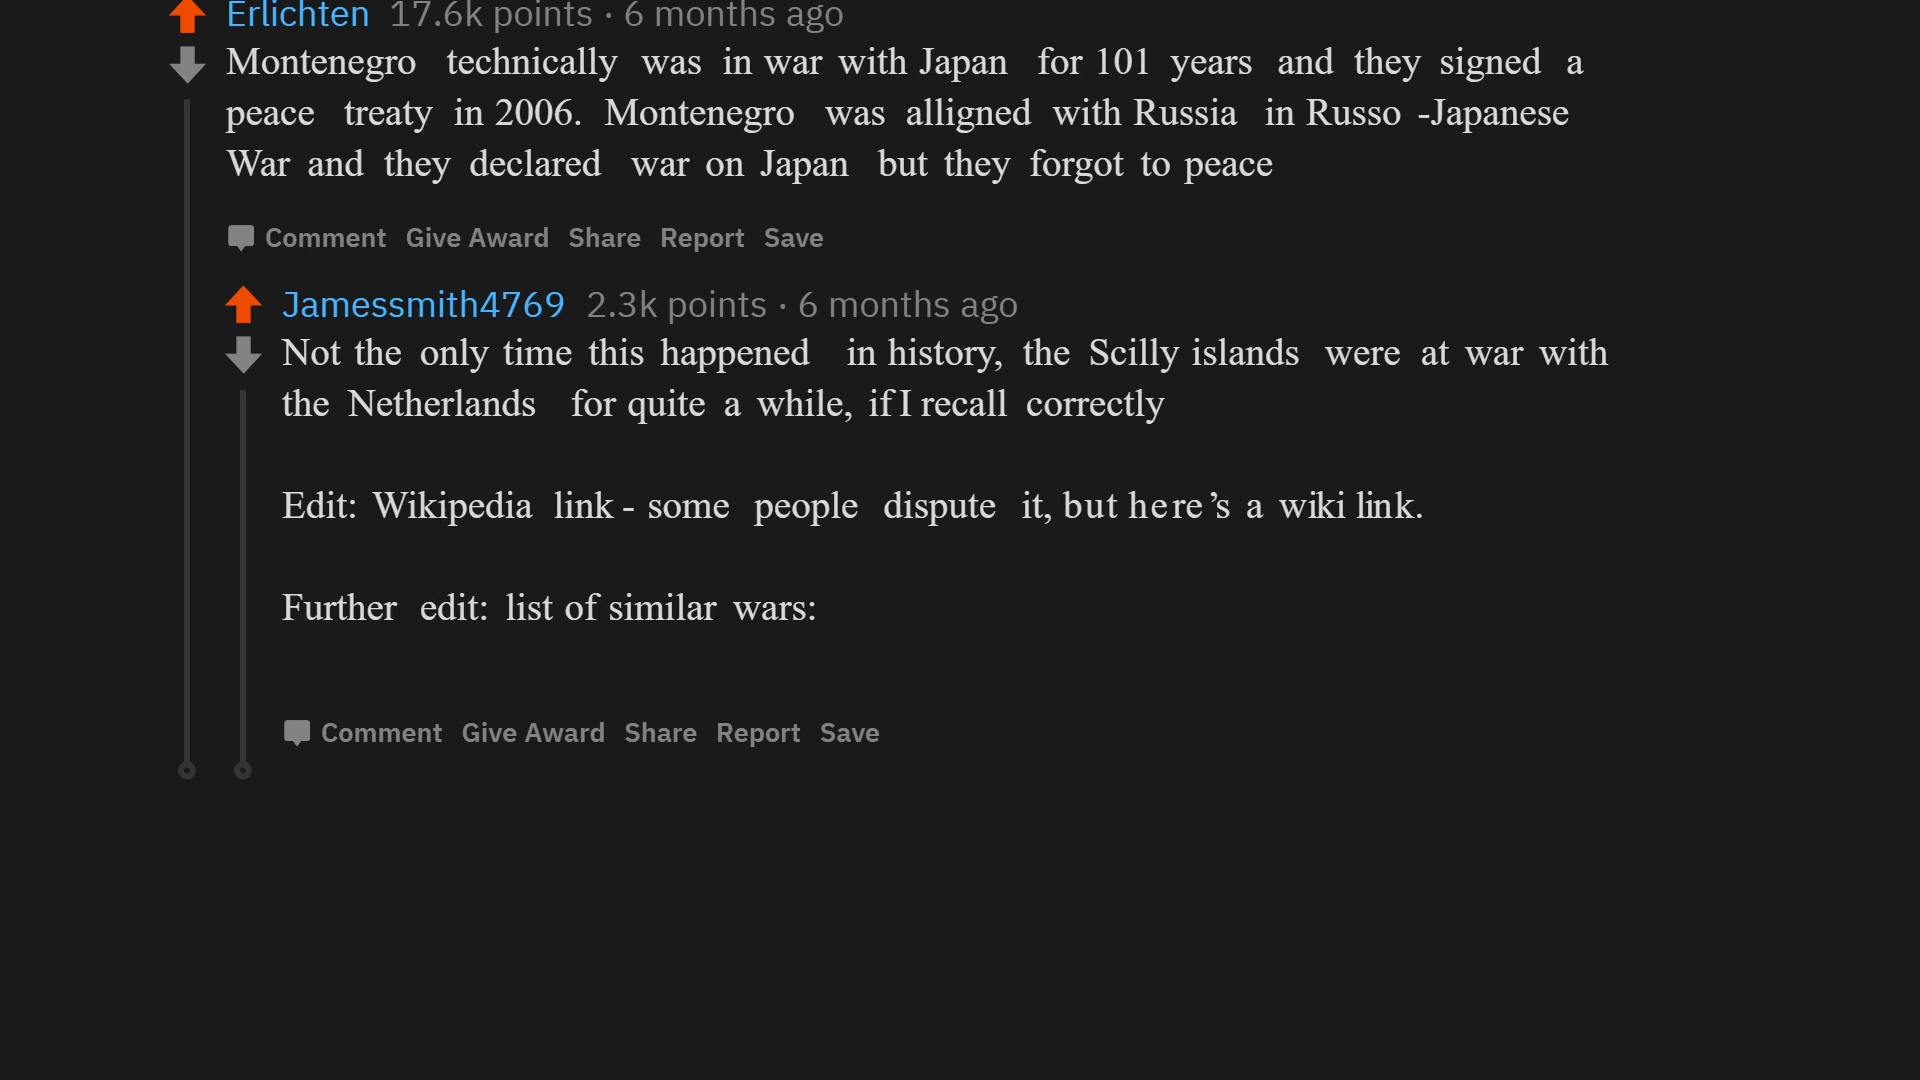 Erlichten 17.6k points · 6 months ago
Montenegro technically was in war with Japan for 101 years and they signed a
peace treaty in 2006. Montenegro was alligned with Russia in Russo -Japanese
War and they declared war on Japan but they forgot to peace
Comment Give Award Share Report Save
Jamessmith4769 2.3k points · 6 months ago
Not the only time this happened in history, the Scilly islands were at war with
the Netherlands for quite a while, if I recall correctly
Edit: Wikipedia link - some people dispute it, but here’s a wiki link.
Further edit: list of similar wars:
Comment Give Award Share Report Save